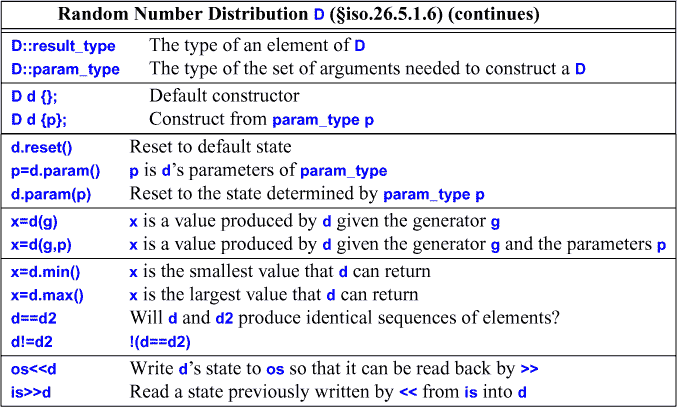 Random Number Distribution D (§iso.26.5.1.6) (continues)
D::result_type The type of an element of D
D::param_type The type of the set of arguments needed to construct a D
D d {}; Default constructor
D d {p}; Construct from param_type p
d.reset() Reset to default state
p=d.param() p is d’s parameters of param_type
d.param(p) Reset to the state determined by param_type p
x=d(g) x is a value produced by d given the generator g
x=d(g,p) x is a value produced by d given the generator g and the parameters p
x=d.min() x is the smallest value that d can return
x=d.max() x is the largest value that d can return
d==d2 Will d and d2 produce identical sequences of elements?
d!=d2 !(d==d2)
os<<d Write d’s state to os so that it can be read back by >>
is>>d Read a state previously written by << from is into d